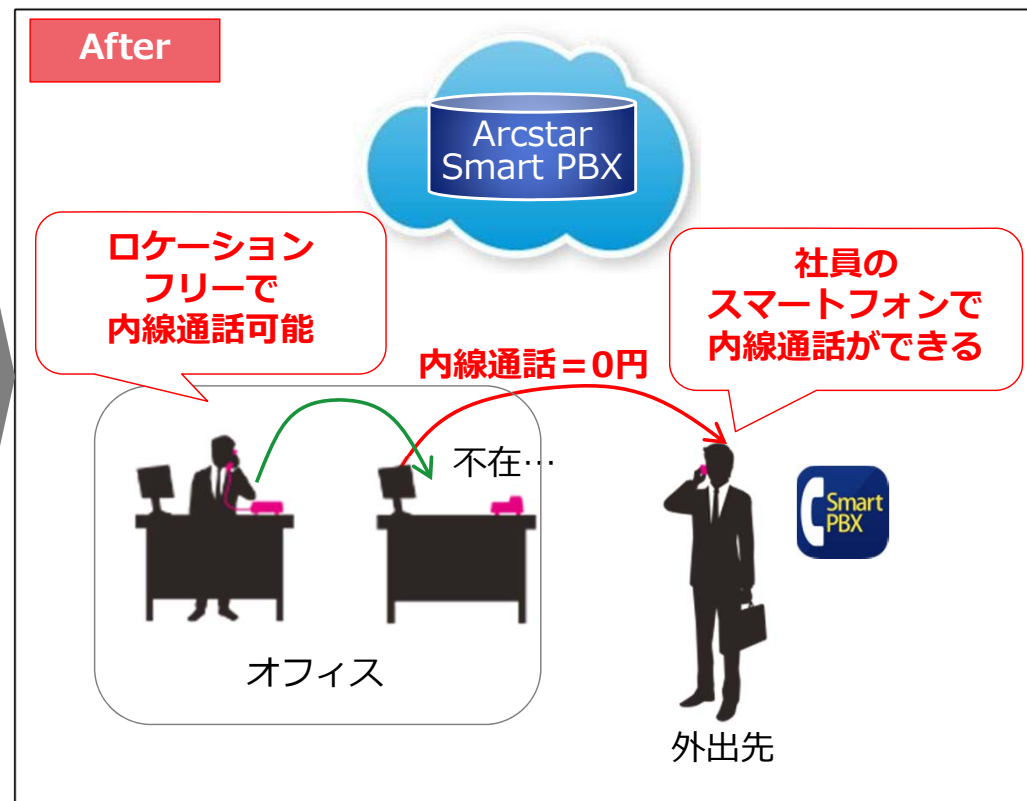 After
Arcstar
Smart PBX
ロケーション
フリーで
内線通話可能
社員の
スマートフォンで
内線通話ができる
内線通話＝0円
不在…
Smart
PBX
オフィス
外出先